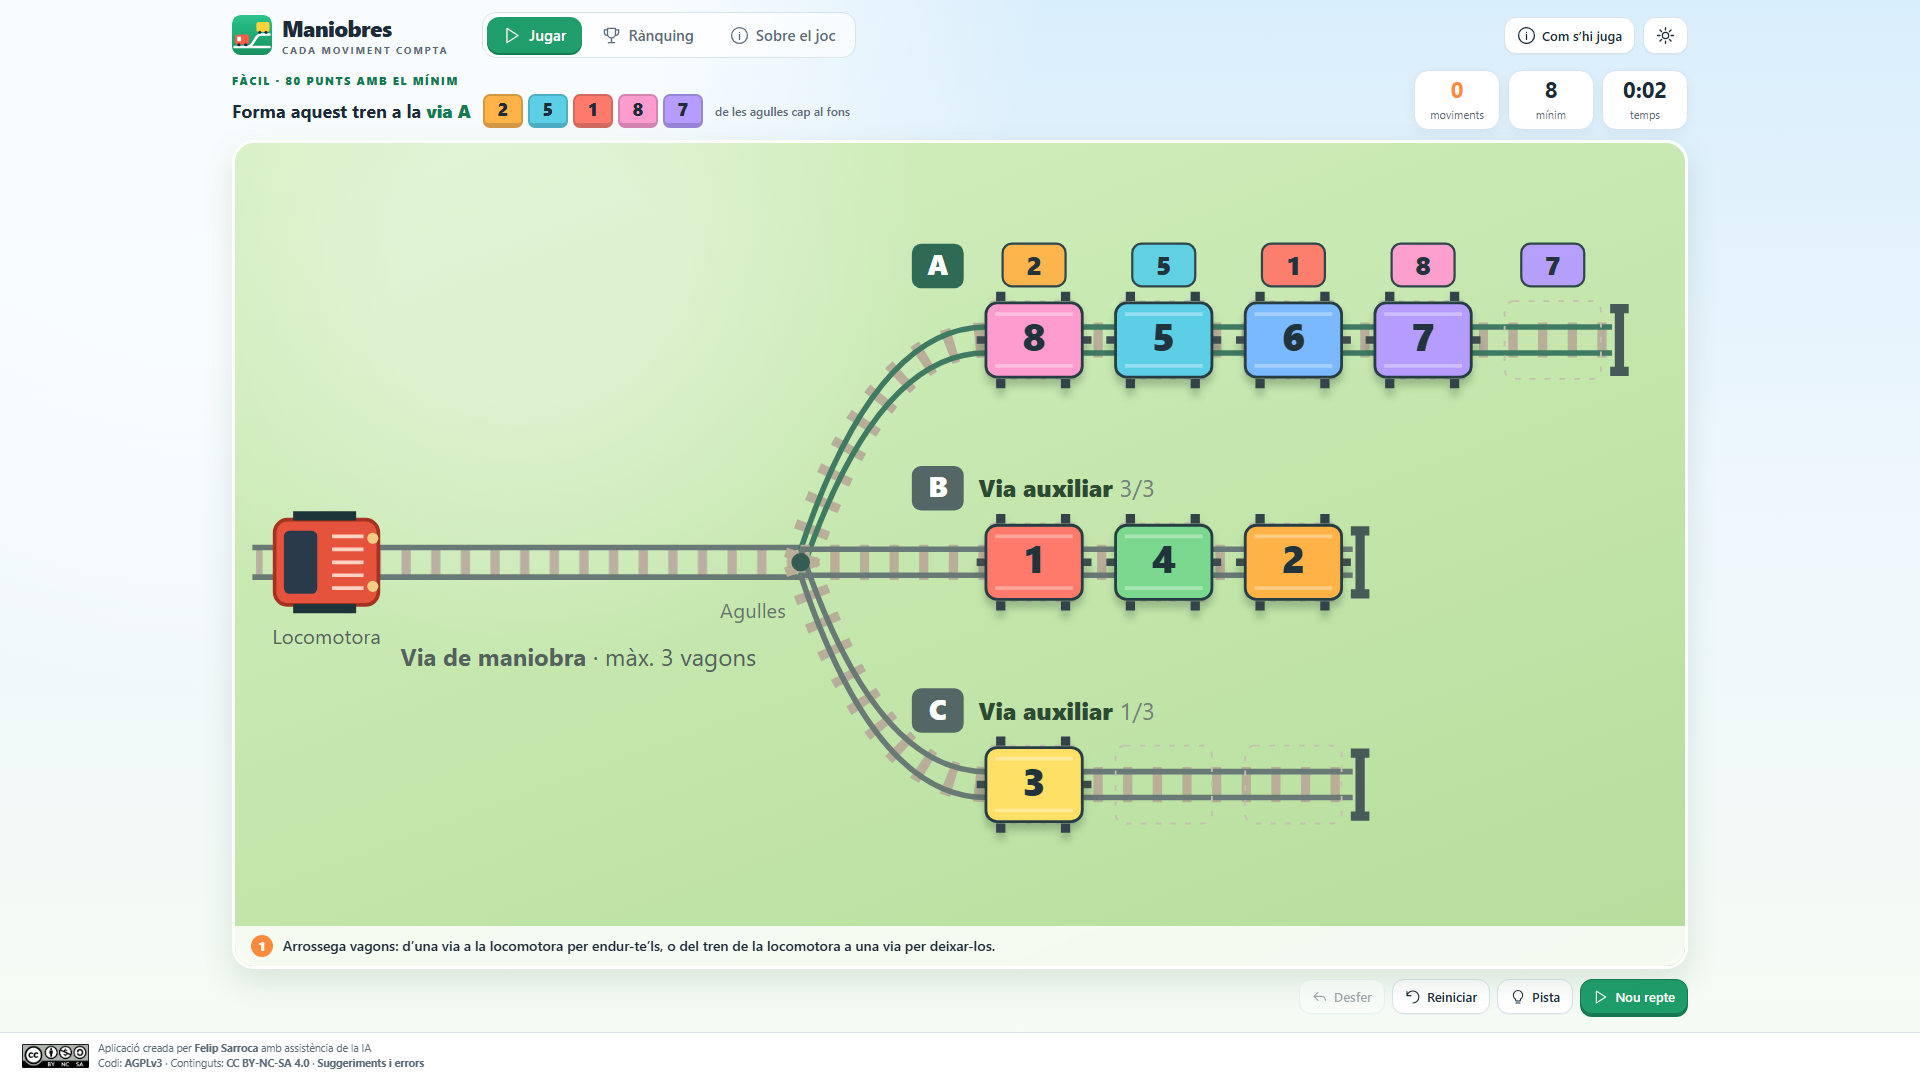 Maniobres
CADA MOVIMENT COMPTA
Jugar
Rànquing
Sobre el joc
Com s'hi juga
FÀCIL · 80 PUNTS AMB EL MÍNIM
Forma aquest tren a la via A
2 5 1 8 7
de les agulles cap al fons
0
moviments
8
mínim
0:02
temps
A
2 5 1 8 7
8 5 6 7
B
Via auxiliar 3/3
1 4 2
Agulles
Locomotora
Via de maniobra · màx. 3 vagons
C
Via auxiliar 1/3
3
1 Arrossega vagons: d'una via a la locomotora per endur-te'ls, o del tren de la locomotora a una via per deixar-los.
Desfer
Reiniciar
Pista
Nou repte
cc BY NC SA
Aplicació creada per Felip Sarroca amb assistència de la IA
Codi: AGPLv3 · Continguts: CC BY-NC-SA 4.0 · Suggeriments i errors